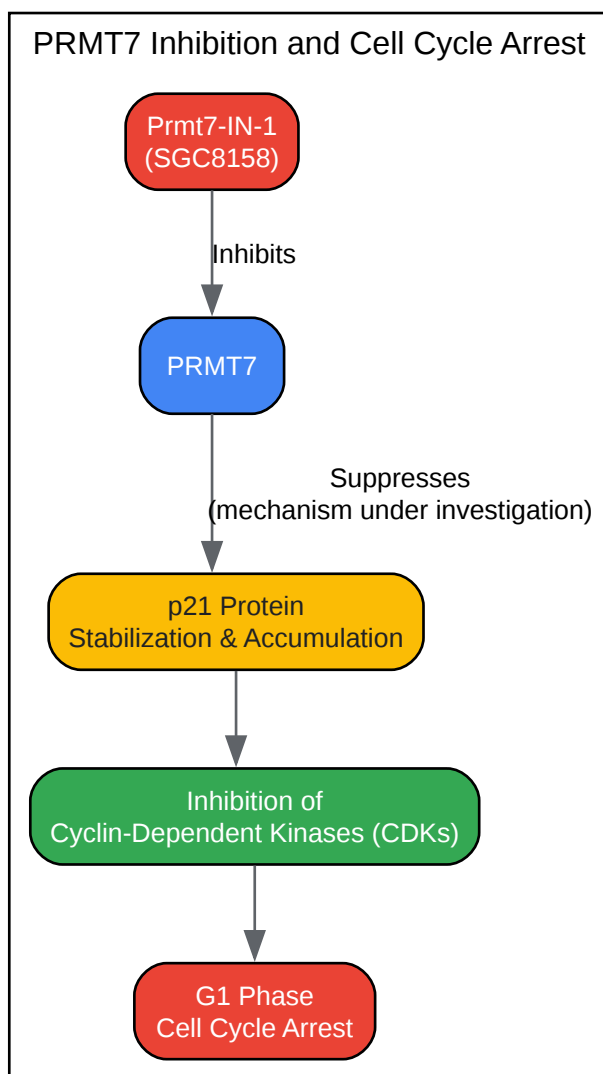 PRMT7 Inhibition and Cell Cycle Arrest
Prmt7-IN-1
(SGC8158)
Inhibits
PRMT7
Suppresses
(mechanism under investigation)
p21 Protein
Stabilization & Accumulation
Inhibition of
Cyclin-Dependent Kinases (CDKs)
G1 Phase
Cell Cycle Arrest